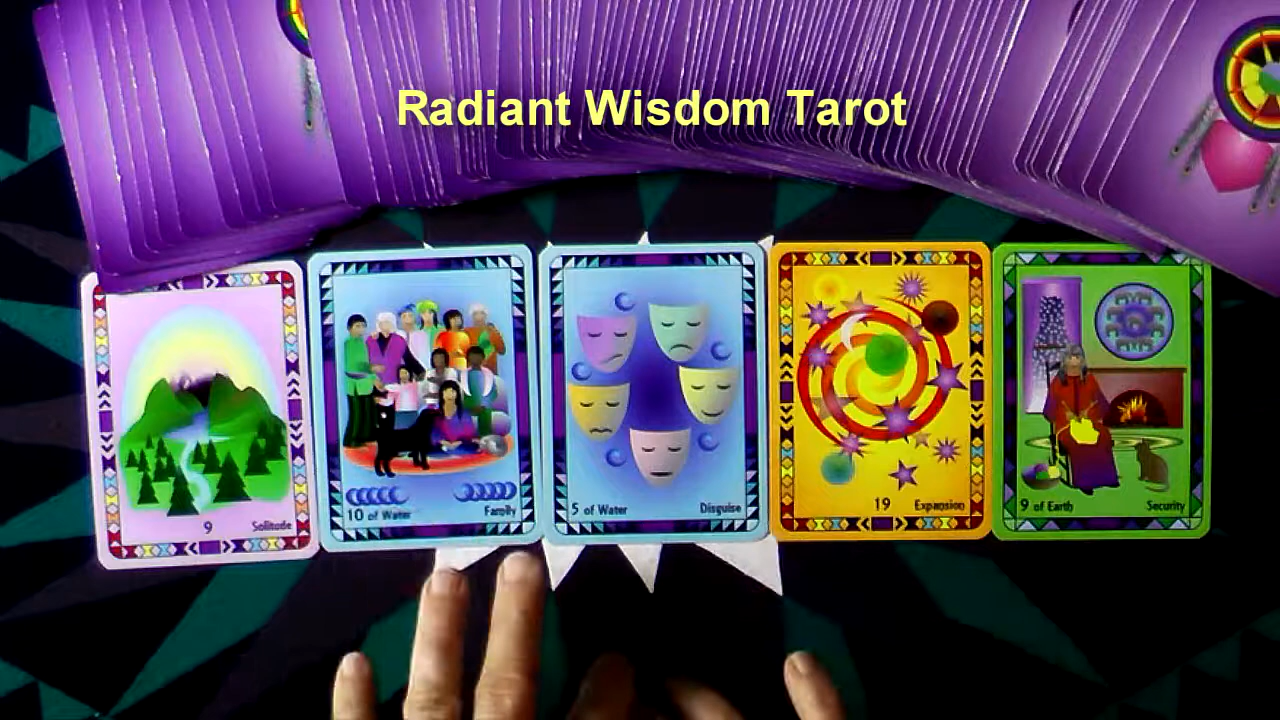 Radiant Wisdom Tarot
9 Solitude
10 of Water Family
5 of Water Disguise
19 Expansion
9 of Earth Security